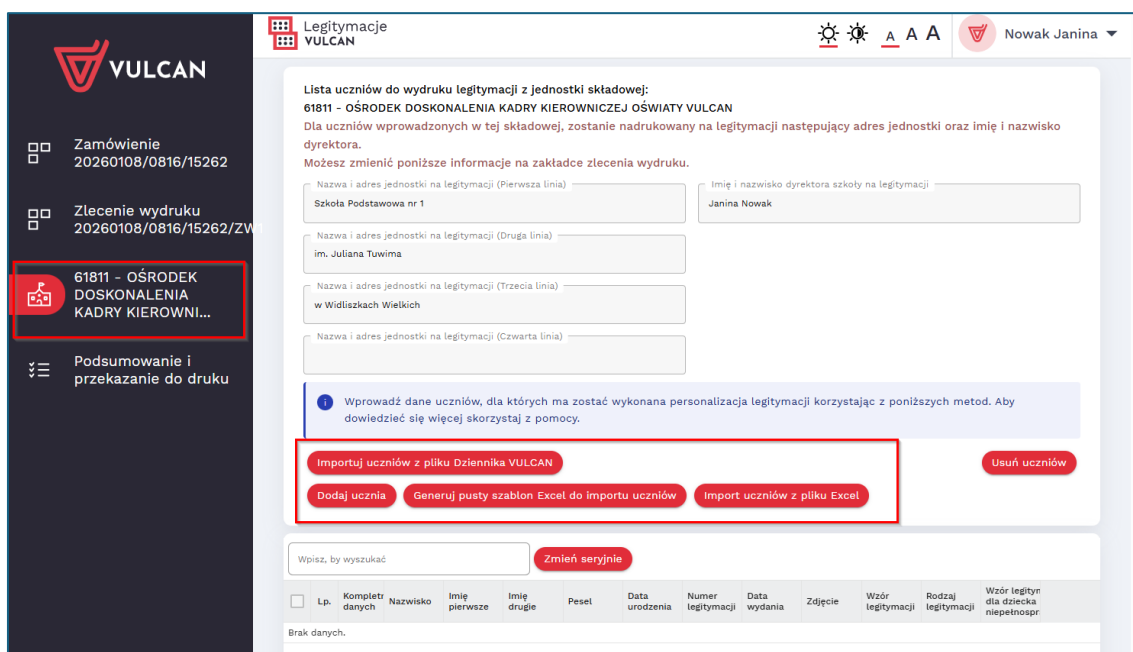 VULCAN
Zamówienie
20260108/0816/15262
Zlecenie wydruku
20260108/0816/15262/ZW1
61811 - OŚRODEK
DOSKONALENIA
KADRY KIEROWNI...
Podsumowanie i
przekazanie do druku
Legitymacje
VULCAN
A A A
Nowak Janina
Lista uczniów do wydruku legitymacji z jednostki składowej:
61811 - OŚRODEK DOSKONALENIA KADRY KIEROWNICZEJ OŚWIATY VULCAN
Dla uczniów wprowadzonych w tej składowej, zostanie nadrukowany na legitymacji następujący adres jednostki oraz imię i nazwisko
dyrektora.
Możesz zmienić poniższe informacje na zakładce zlecenia wydruku.
Nazwa i adres jednostki na legitymacji (Pierwsza linia)
Szkoła Podstawowa nr 1
Imię i nazwisko dyrektora szkoły na legitymacji
Janina Nowak
Nazwa i adres jednostki na legitymacji (Druga linia)
im. Juliana Tuwima
Nazwa i adres jednostki na legitymacji (Trzecia linia)
w Widliszkach Wielkich
Nazwa i adres jednostki na legitymacji (Czwarta linia)
Wprowadź dane uczniów, dla których ma zostać wykonana personalizacja legitymacji korzystając z poniższych metod. Aby
dowiedzieć się więcej skorzystaj z pomocy.
Importuj uczniów z pliku Dziennika VULCAN
Usuń uczniów
Dodaj ucznia Generuj pusty szablon Excel do importu uczniów Import uczniów z pliku Excel
Wpisz, by wyszukać
Zmień seryjnie
Lp.
Kompletr
danych
Nazwisko
Imię
pierwsze
Imię
drugie
Pesel
Data
urodzenia
Numer
legitymacji
Data
wydania
Zdjęcie
Wzór
legitymacji
Rodzaj
legitymacji
Wzór legityn
dla dziecka
niepełnospr
Brak danych.